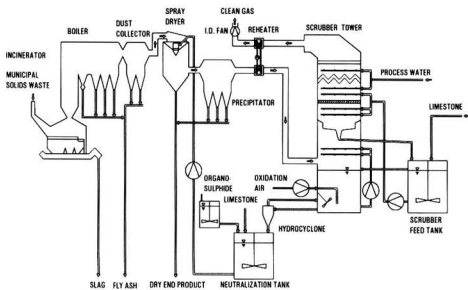 CLEAN GAS
SPRAY
DRYER
DUST
COLLECTOR
I.D. FAN
REHEATER
SCRUBBER TOWER
BOILER
INCINERATOR
MUNICIPAL
SOLIDS WASTE
PROCESS WATER
PRECIPITATOR
LIMESTONE
ORGANO-
SULPHIDE
LIMESTONE
OXIDATION
AIR
HYDROCYCLONE
SCRUBBER
FEED TANK
SLAG
FLY ASH
DRY END PRODUCT
NEUTRALIZATION TANK